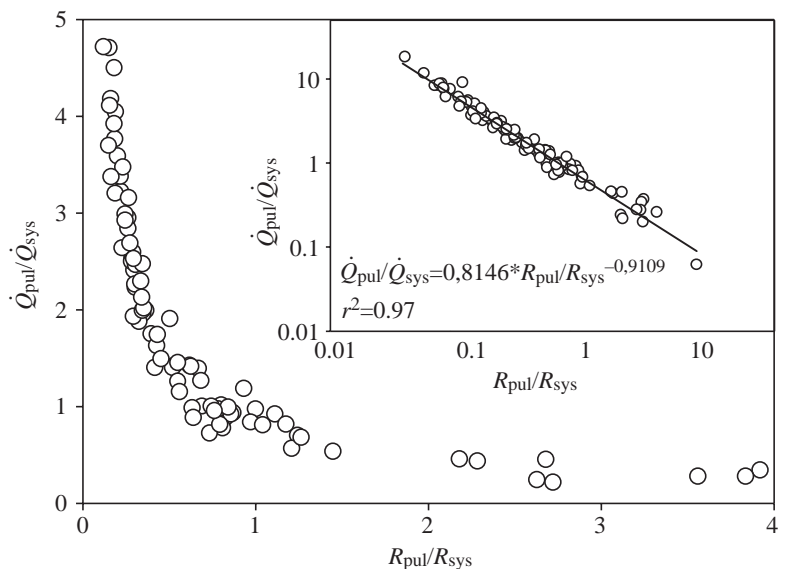 5
4
3
2
1
0
Q̇pul/Q̇sys
0 1 2 3 4
Rpul/Rsys
10
1
0.1
0.01
Q̇pul/Q̇sys
0.01 0.1 1 10
Rpul/Rsys
Q̇pul/Q̇sys=0,8146*Rpul/Rsys−0,9109
r2=0.97